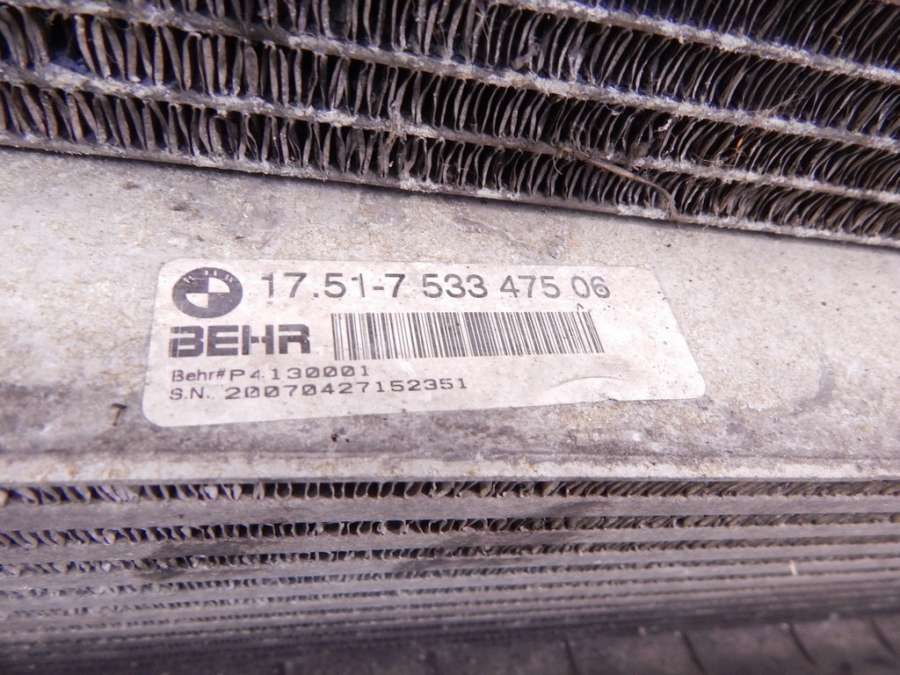 17.51-7 533 475 06
BEHR
Behr# P4130001
S.N. 20070427152351